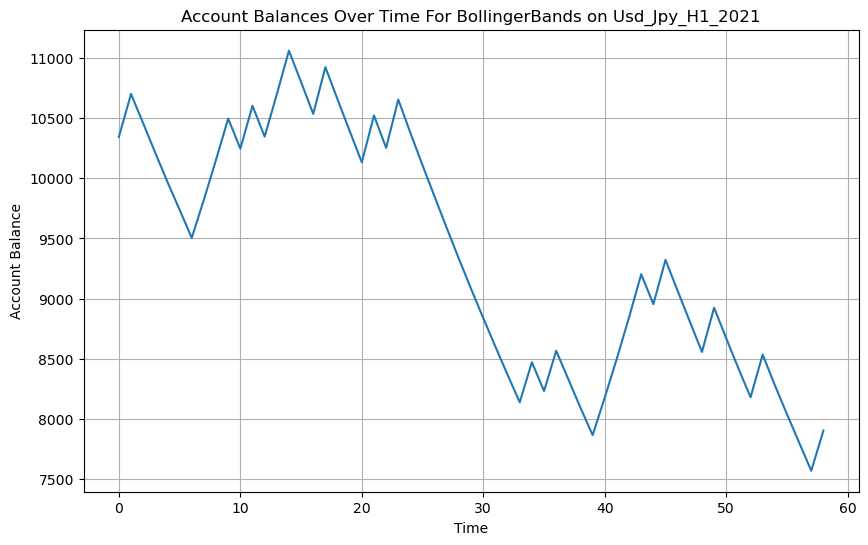 Account Balances Over Time For BollingerBands on Usd_Jpy_H1_2021
11000
10500
10000
9500
9000
8500
8000
7500
Account Balance
0 10 20 30 40 50 60
Time